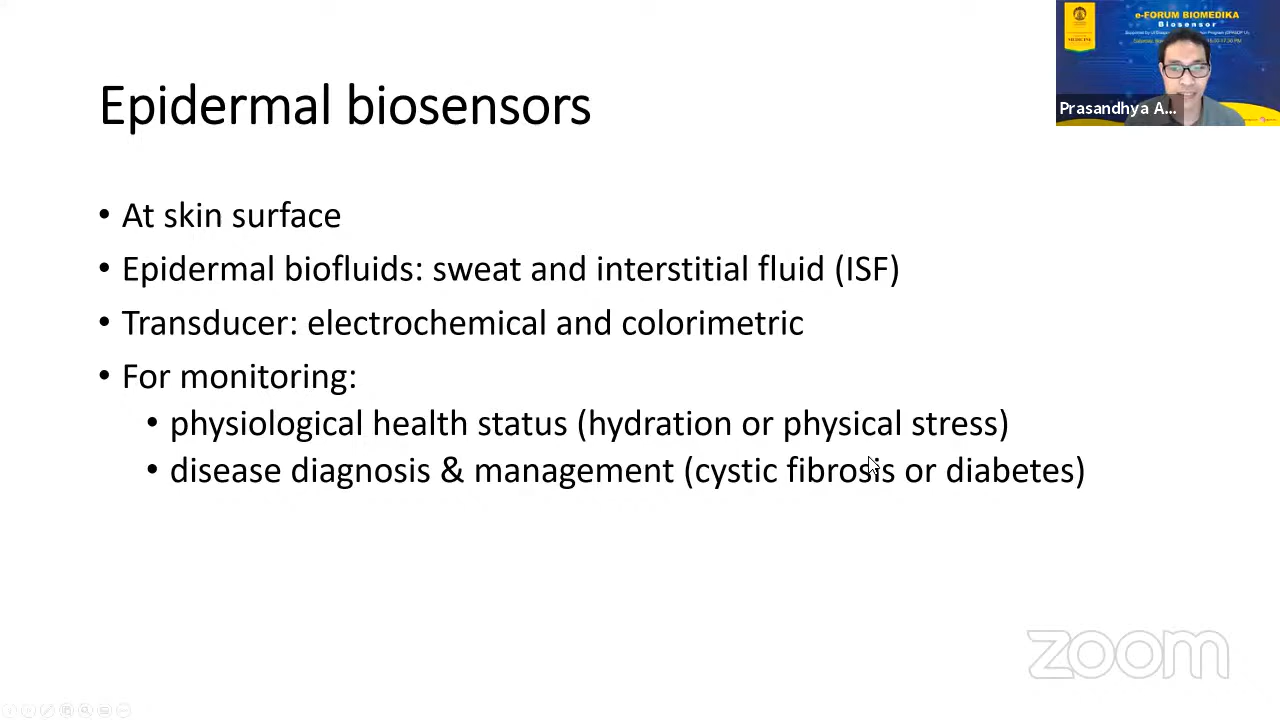 e-FORUM BIOMEDIKA
Biosensor
Prasandhya A...
Epidermal biosensors
• At skin surface
• Epidermal biofluids: sweat and interstitial fluid (ISF)
• Transducer: electrochemical and colorimetric
• For monitoring:
• physiological health status (hydration or physical stress)
• disease diagnosis & management (cystic fibrosis or diabetes)
zoom